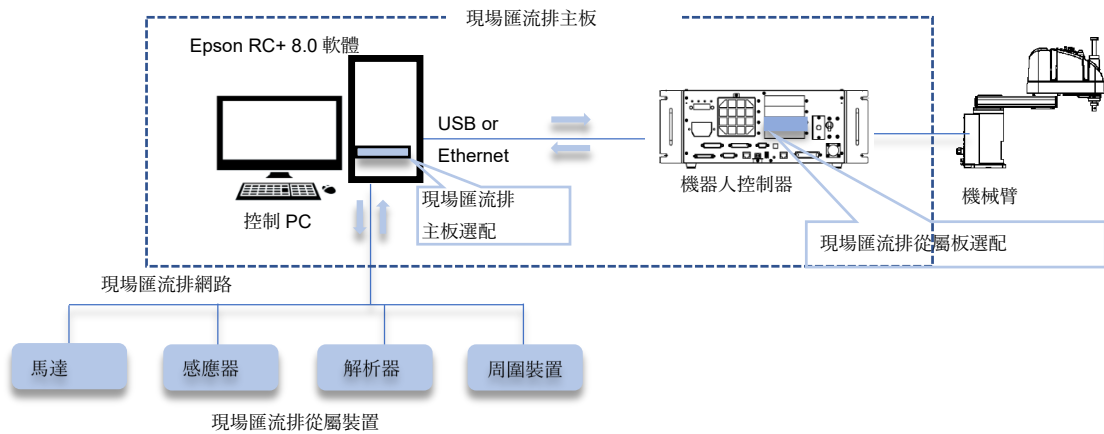 現場匯流排主板
Epson RC+ 8.0 軟體
USB or
Ethernet
現場匯流排
主板選配
控制 PC
機器人控制器
機械臂
現場匯流排從屬板選配
現場匯流排網路
馬達
感應器
解析器
周圍裝置
現場匯流排從屬裝置